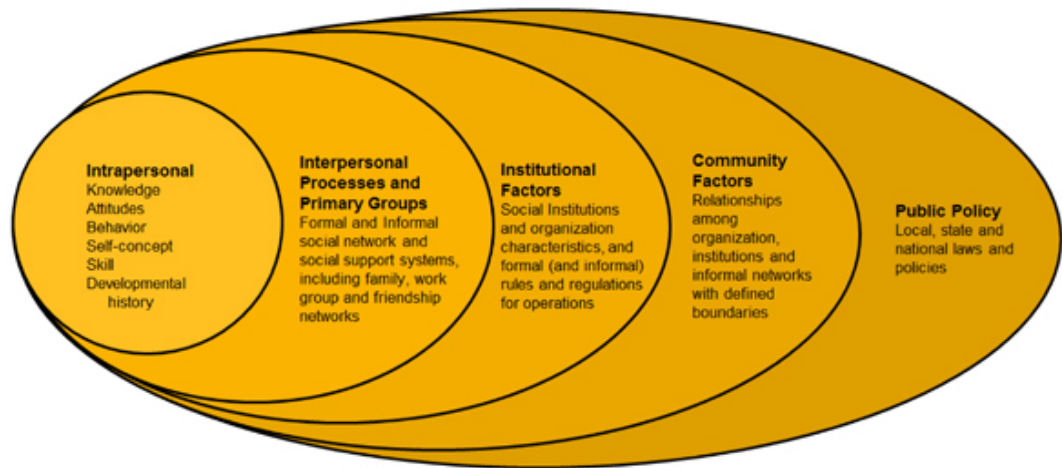 Intrapersonal
Knowledge
Attitudes
Behavior
Self-concept
Skill
Developmental
history
Interpersonal
Processes and
Primary Groups
Formal and Informal
social network and
social support systems,
including family, work
group and friendship
networks
Institutional
Factors
Social Institutions
and organization
characteristics, and
formal (and informal)
rules and regulations
for operations
Community
Factors
Relationships
among
organization,
institutions and
informal networks
with defined
boundaries
Public Policy
Local, state and
national laws and
policies